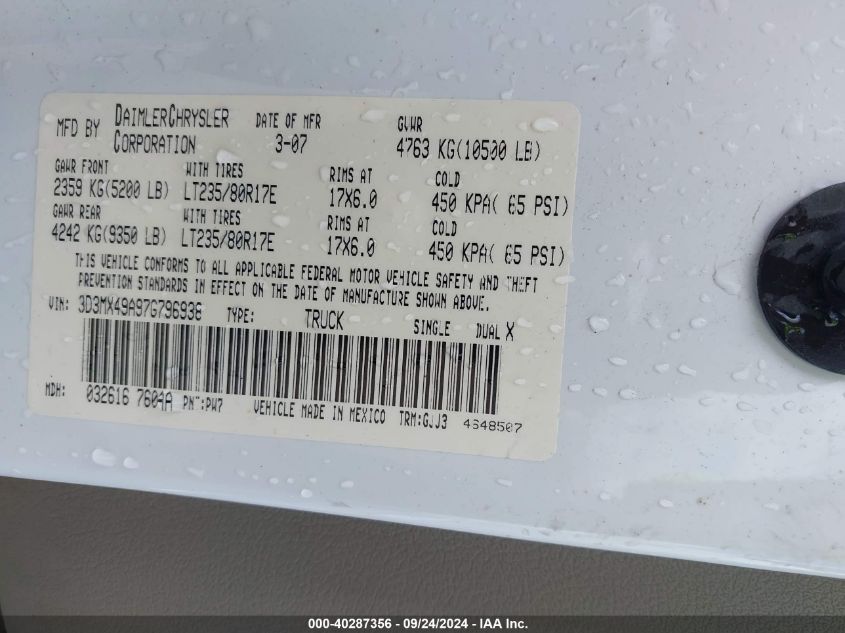 MFD BY DAIMLERCHRYSLER CORPORATION DATE OF MFR 3-07 GVWR 4763 KG(10500 LB)
GAWR FRONT WITH TIRES RIMS AT COLD
2359 KG(5200 LB) LT235/80R17E 17X6.0 450 KPA( 65 PSI)
GAWR REAR WITH TIRES RIMS AT COLD
4242 KG(9350 LB) LT235/80R17E 17X6.0 450 KPA( 65 PSI)
THIS VEHICLE CONFORMS TO ALL APPLICABLE FEDERAL MOTOR VEHICLE SAFETY AND THEFT
PREVENTION STANDARDS IN EFFECT ON THE DATE OF MANUFACTURE SHOWN ABOVE.
VIN: 3D3MX49A97G796936 TYPE: TRUCK SINGLE DUAL X
MDH: 032616 7604A PNT:PW7 VEHICLE MADE IN MEXICO TRM:GJJ3 4648507
000-40287356 - 09/24/2024 - IAA Inc.